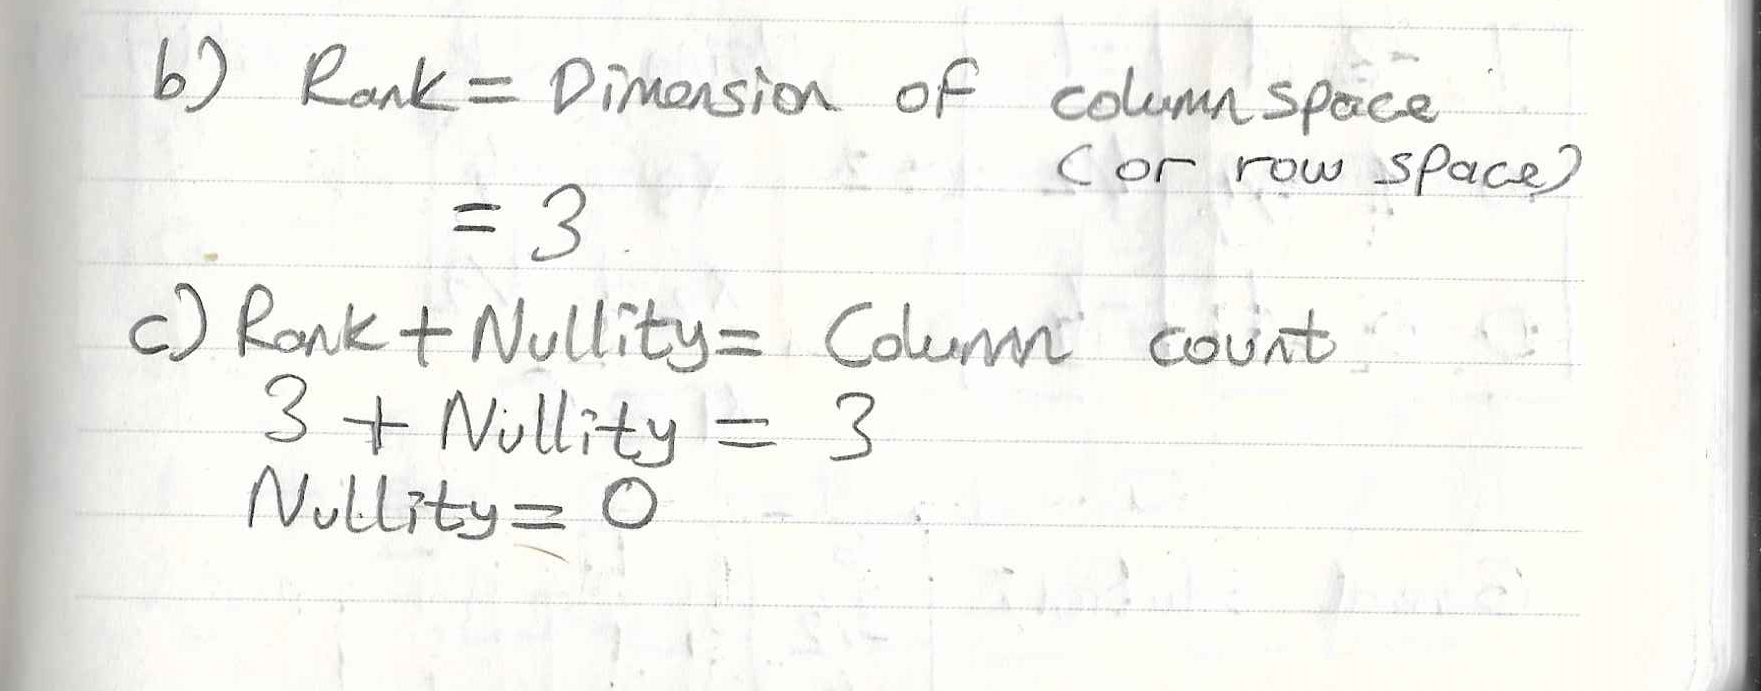 b) Rank = Dimension of column space
(or row space)
= 3
c) Rank + Nullity = Column count
3 + Nullity = 3
Nullity = 0